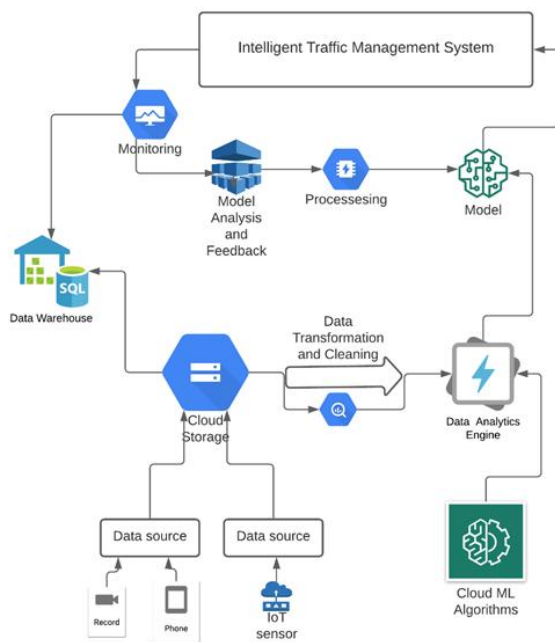 Intelligent Traffic Management System
Monitoring
Model
Analysis
and
Feedback
Processesing
Model
SQL
Data Warehouse
Data
Transformation
and Cleaning
Cloud
Storage
Data Analytics
Engine
Data source
Data source
Record
Phone
IoT
sensor
Cloud ML
Algorithms